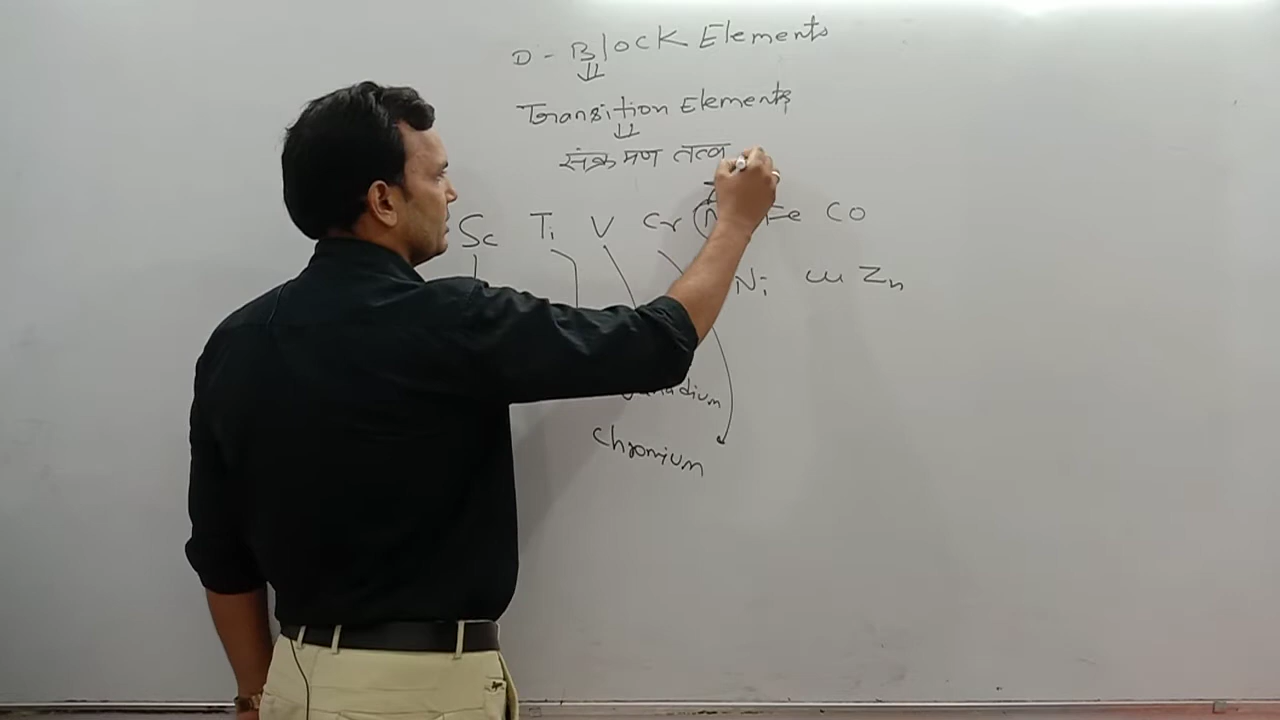 D - Block Elements
Transition Elements
संक्रमण तत्व
Sc Ti V Cr Fe Co
Ni Cu Zn
Chromium